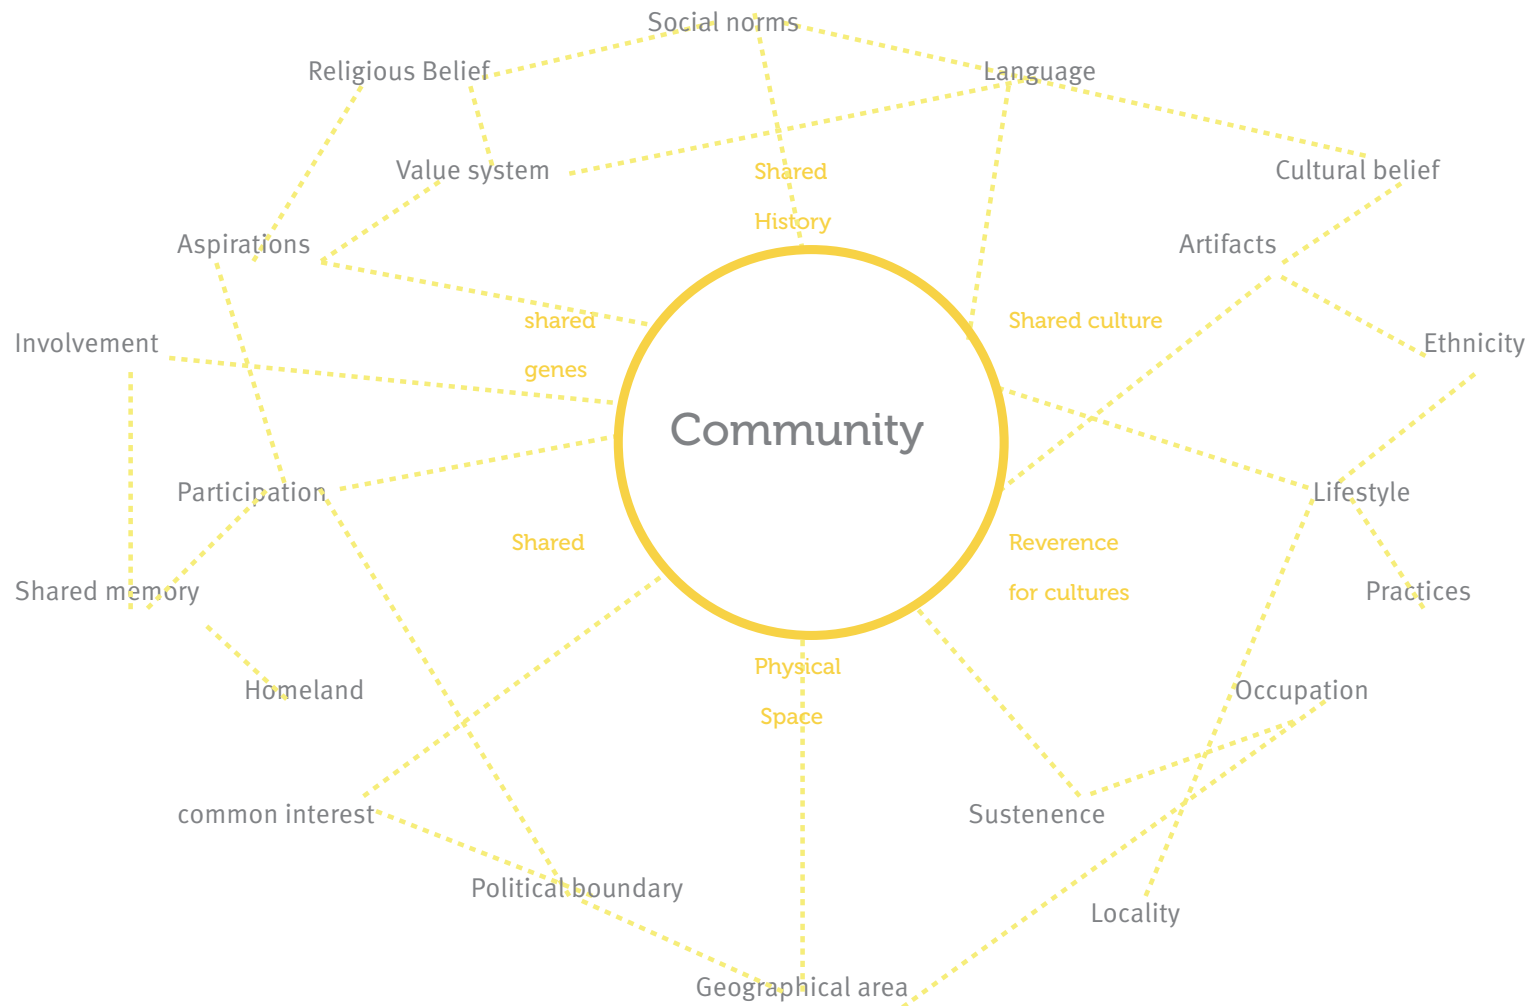 Social norms
Religious Belief
Language
Value system
Shared
History
Cultural belief
Aspirations
Artifacts
Involvement
shared
genes
Shared culture
Ethnicity
Community
Participation
Lifestyle
Shared
Reverence
for cultures
Shared memory
Practices
Homeland
Physical
Space
Occupation
common interest
Sustenence
Political boundary
Locality
Geographical area